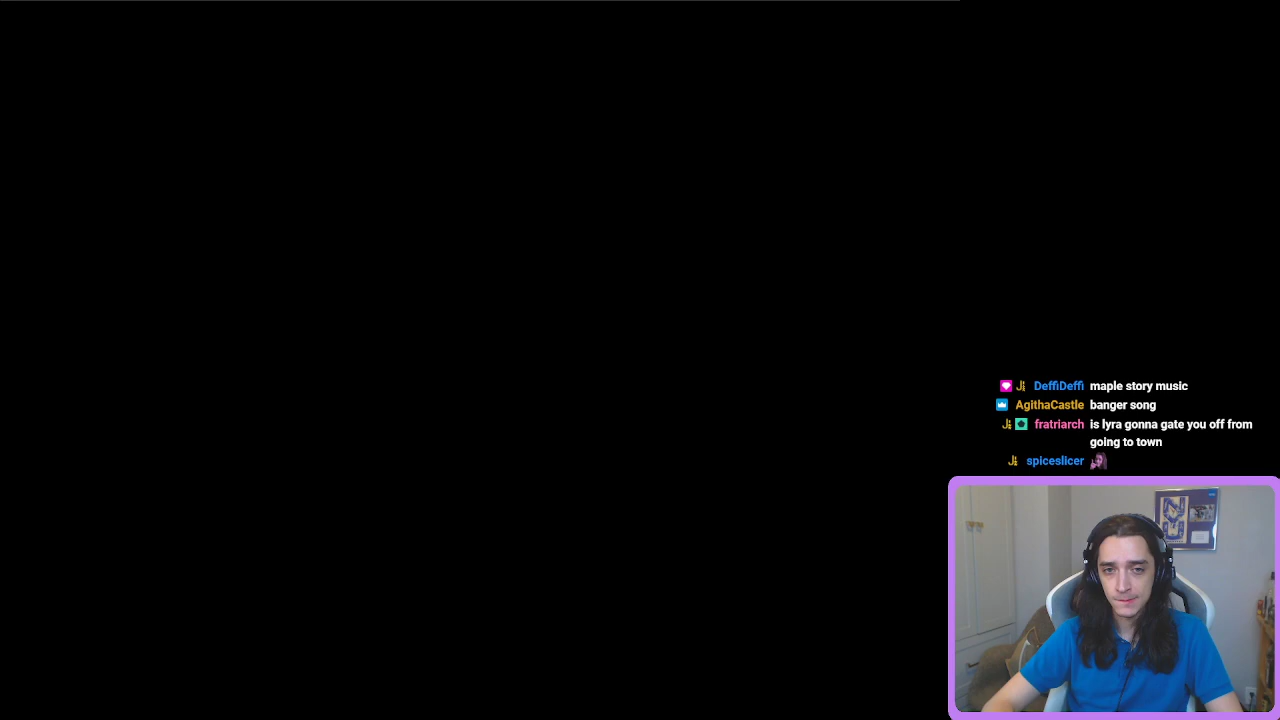 DeffiDeffi maple story music
AgithaCastle banger song
fratriarch is lyra gonna gate you off from
going to town
spiceslicer